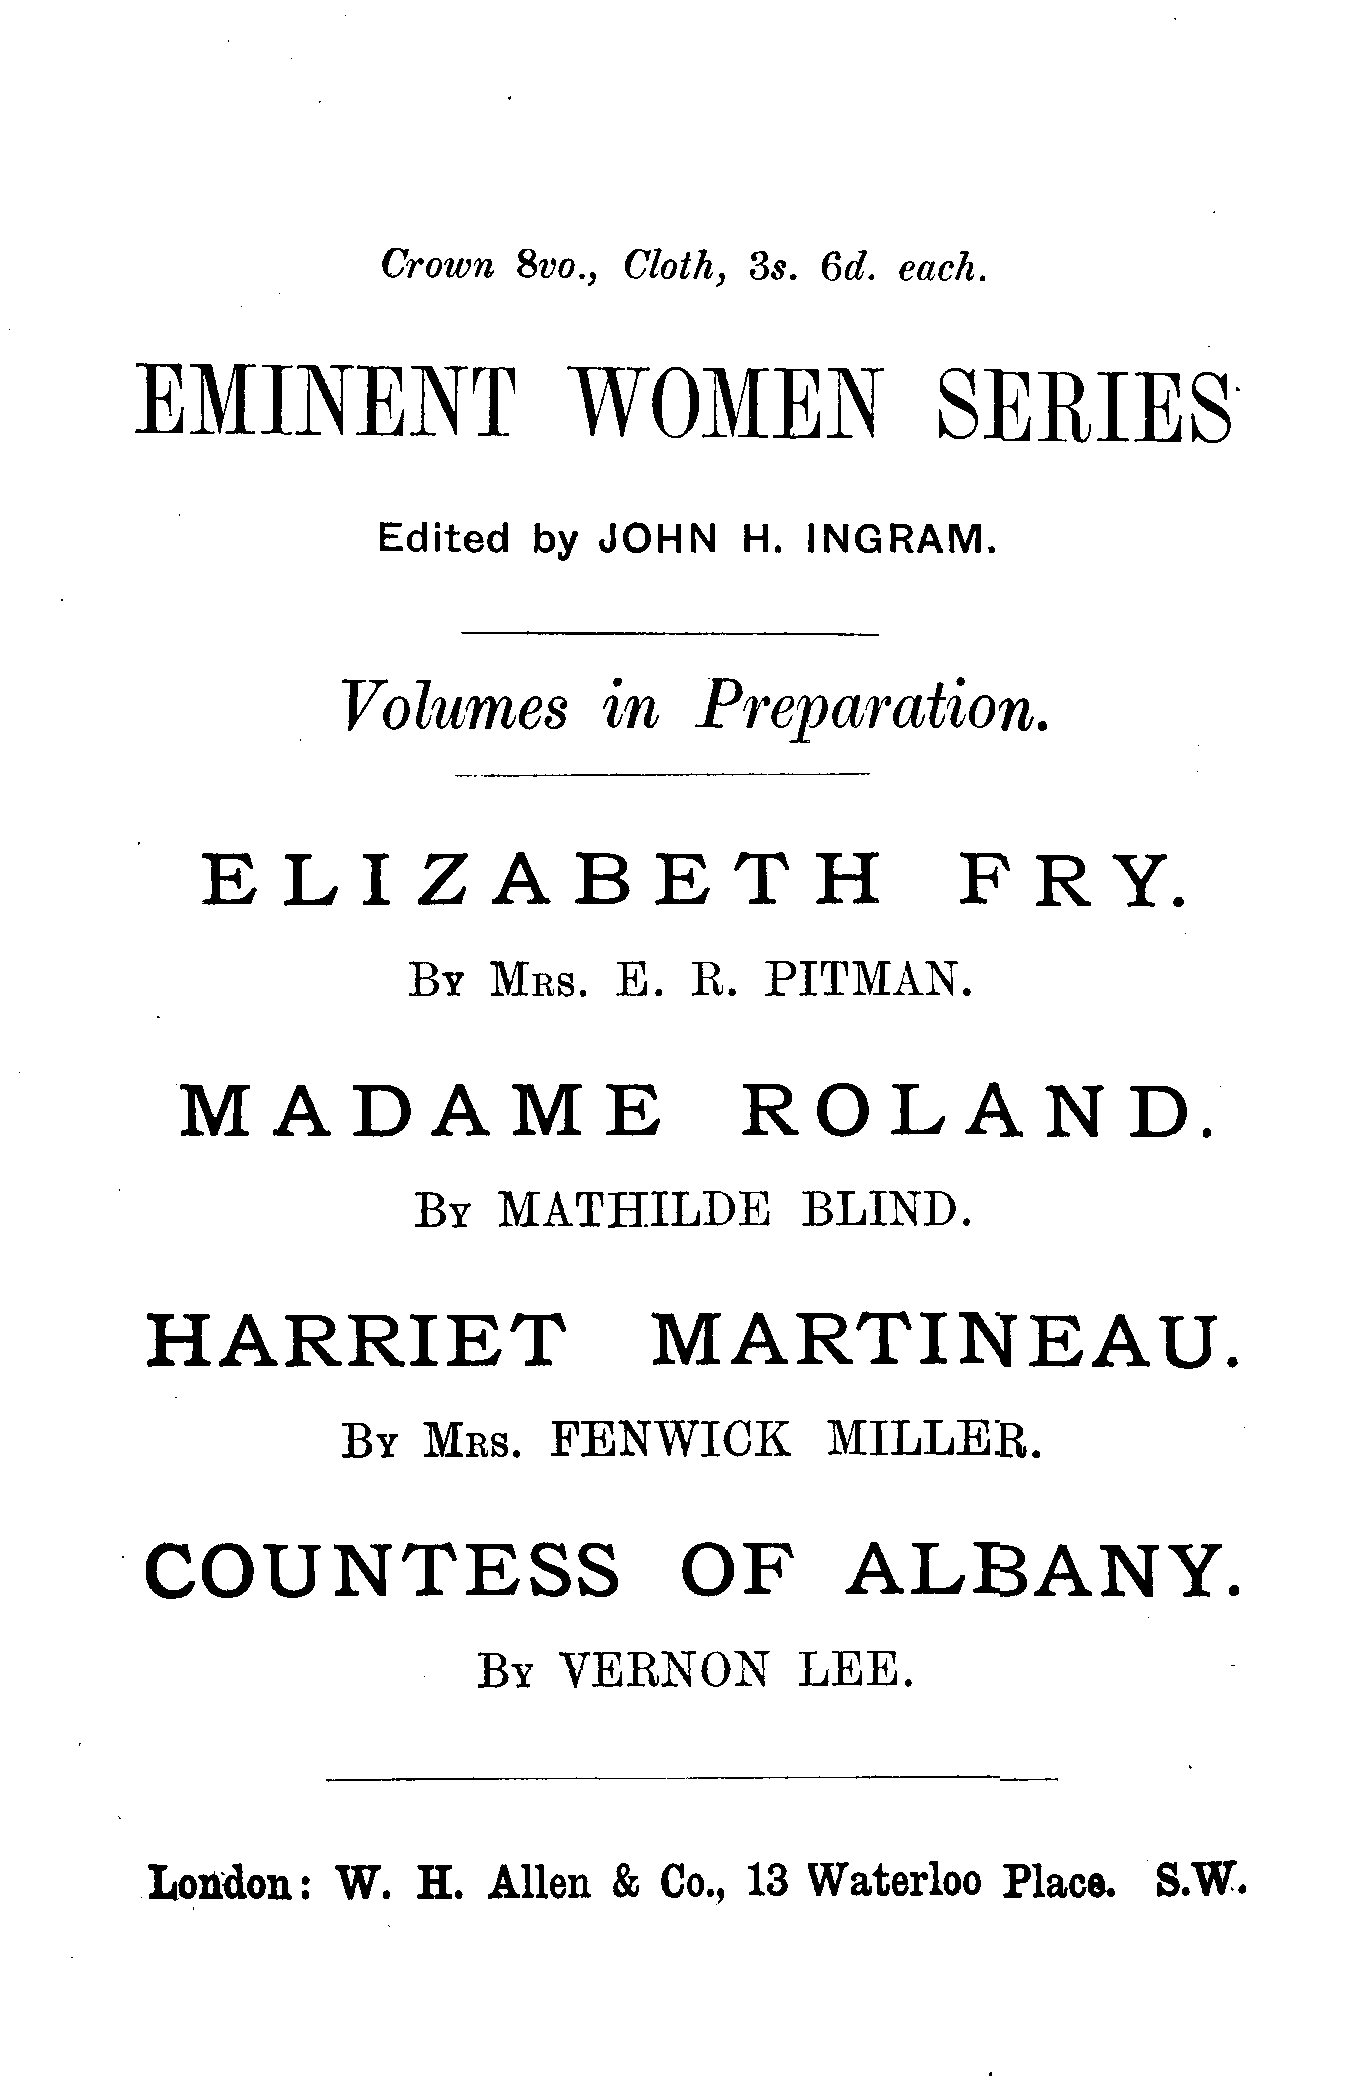 Crown 8vo., Cloth, 3s. 6d. each.
EMINENT WOMEN SERIES
Edited by JOHN H. INGRAM.
Volumes in Preparation.
ELIZABETH FRY.
By Mrs. E. R. PITMAN.
MADAME ROLAND.
By MATHILDE BLIND.
HARRIET MARTINEAU.
By Mrs. FENWICK MILLER.
COUNTESS OF ALBANY.
By VERNON LEE.
London: W. H. Allen & Co., 13 Waterloo Place. S.W.